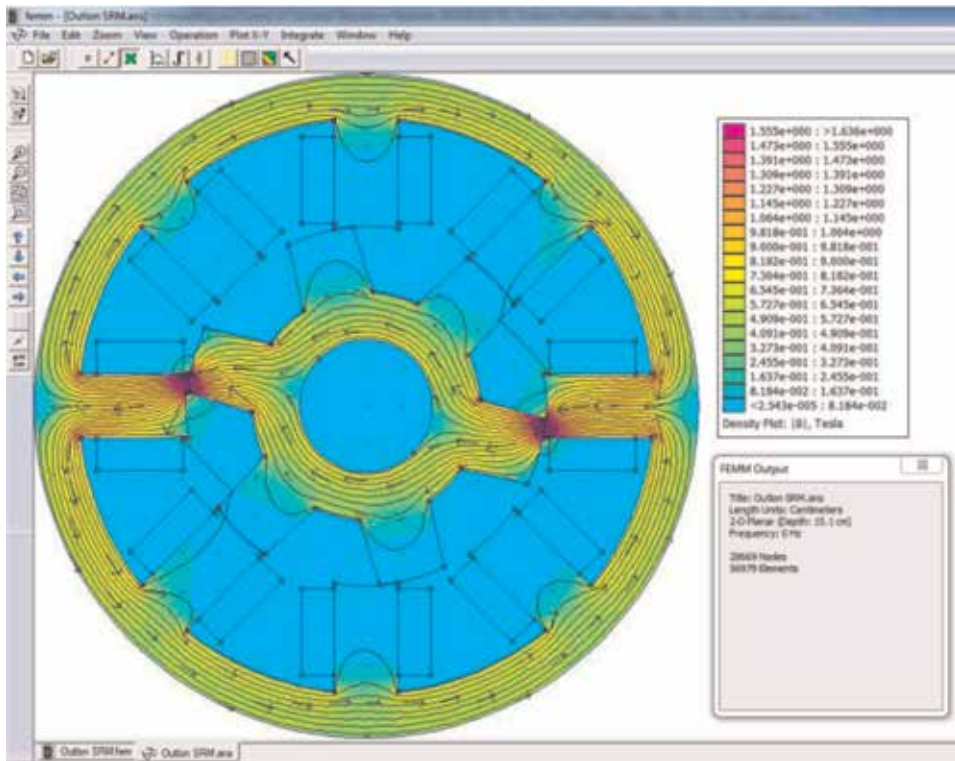 femm - [Outlon SRM.ans]
File Edit Zoom View Operation Plot X-Y Integrate Window Help
1.555e+000 : >1.636e+000
1.473e+000 : 1.555e+000
1.391e+000 : 1.473e+000
1.309e+000 : 1.391e+000
1.227e+000 : 1.309e+000
1.145e+000 : 1.227e+000
1.064e+000 : 1.145e+000
9.818e-001 : 1.064e+000
9.000e-001 : 9.818e-001
8.182e-001 : 9.000e-001
7.364e-001 : 8.182e-001
6.545e-001 : 7.364e-001
5.727e-001 : 6.545e-001
4.909e-001 : 5.727e-001
4.091e-001 : 4.909e-001
3.273e-001 : 4.091e-001
2.455e-001 : 3.273e-001
1.637e-001 : 2.455e-001
8.184e-002 : 1.637e-001
<2.343e-005 : 8.184e-002
Density Plot: |B|, Tesla
FEMM Output
Title: Outlon SRM.ans
Length Units: Centimeters
2-D Planar (Depth: 15.1 cm)
Frequency: 0 Hz
28669 Nodes
56979 Elements
Outlon SRM.fem
Outlon SRM.ans